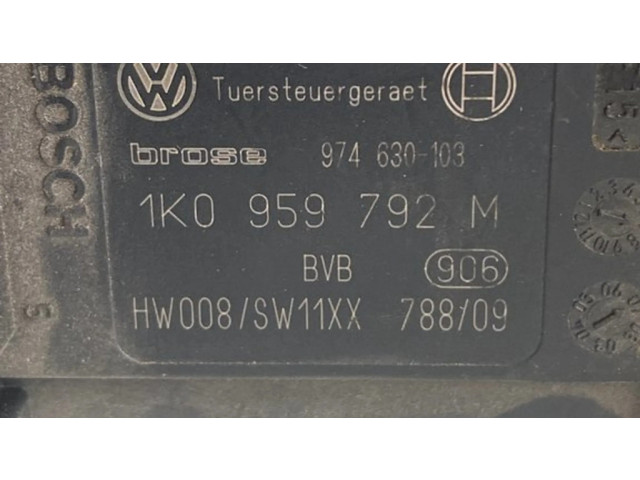 BOSCH
Tuersteuergeraet
brose 974 630-103
1K0 959 792 M
BVB 906
HW008/SW11XX 788/09